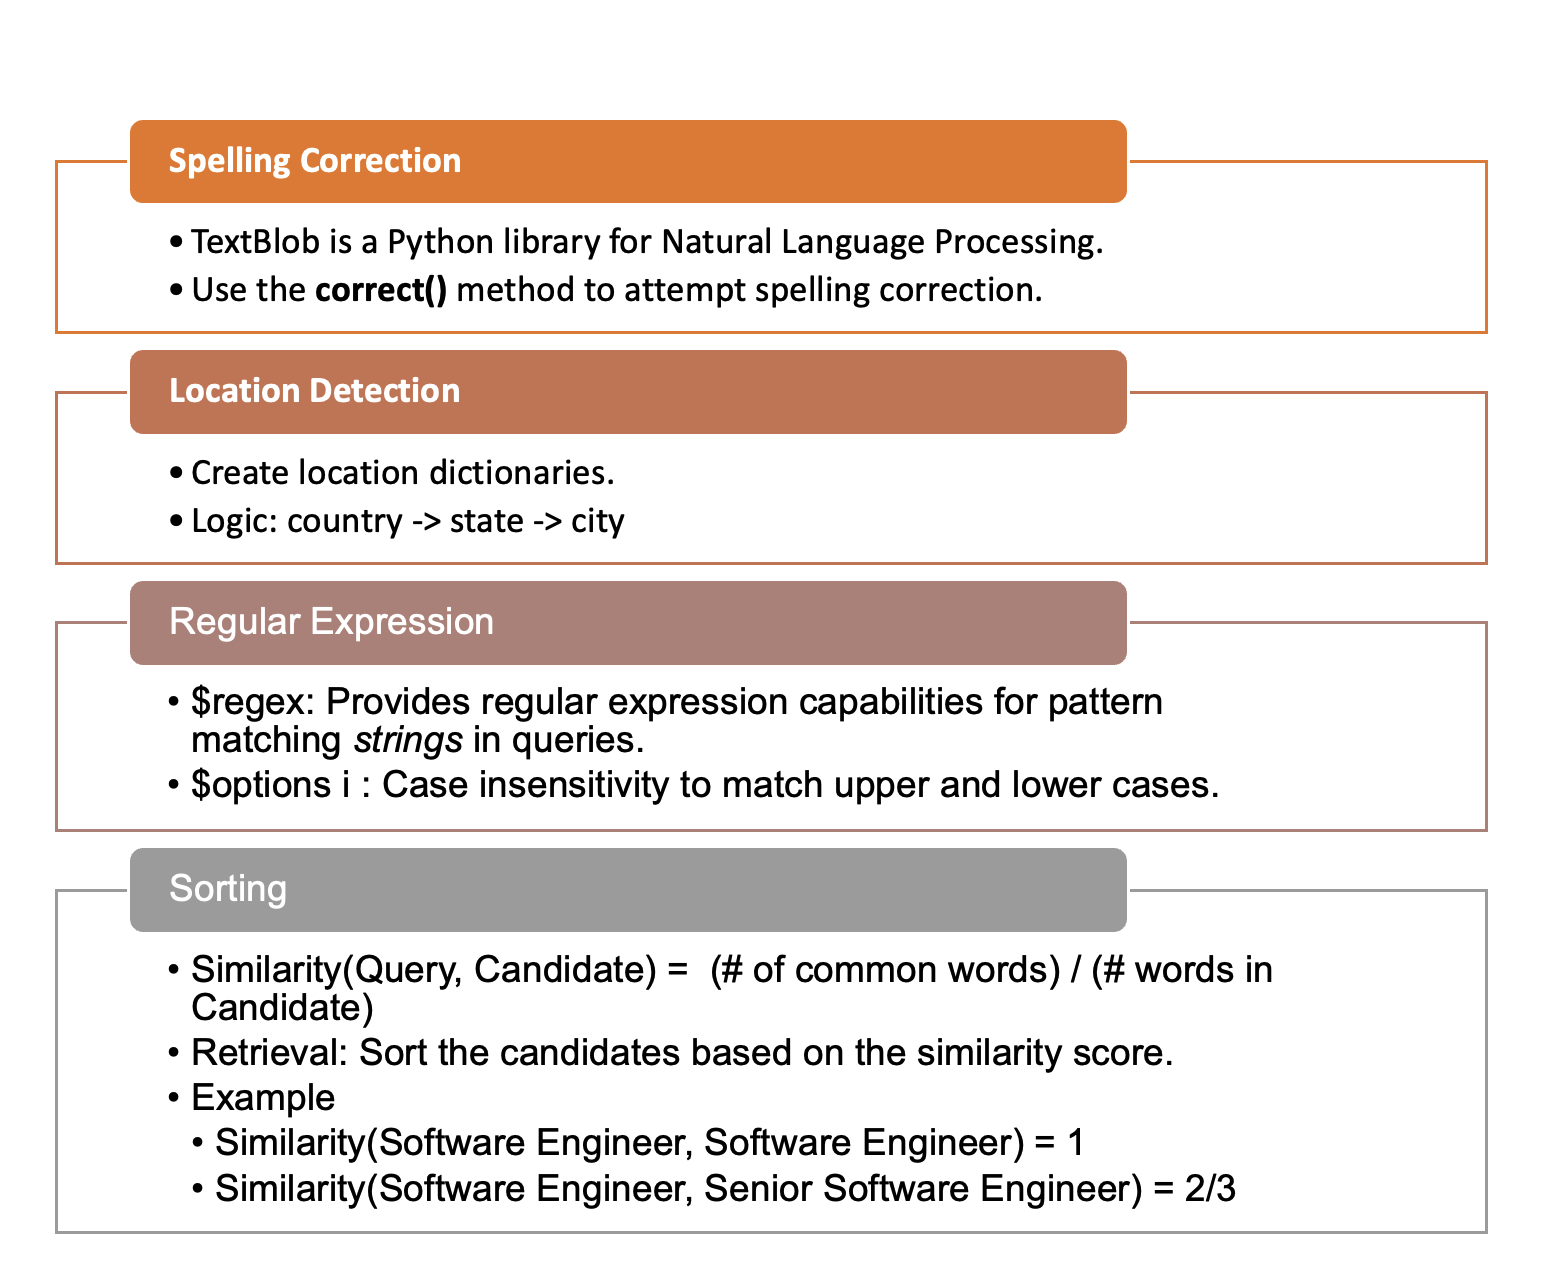 Spelling Correction
• TextBlob is a Python library for Natural Language Processing.
• Use the correct() method to attempt spelling correction.
Location Detection
• Create location dictionaries.
• Logic: country -> state -> city
Regular Expression
• $regex: Provides regular expression capabilities for pattern
matching strings in queries.
• $options i : Case insensitivity to match upper and lower cases.
Sorting
• Similarity(Query, Candidate) =  (# of common words) / (# words in
Candidate)
• Retrieval: Sort the candidates based on the similarity score.
• Example
• Similarity(Software Engineer, Software Engineer) = 1
• Similarity(Software Engineer, Senior Software Engineer) = 2/3